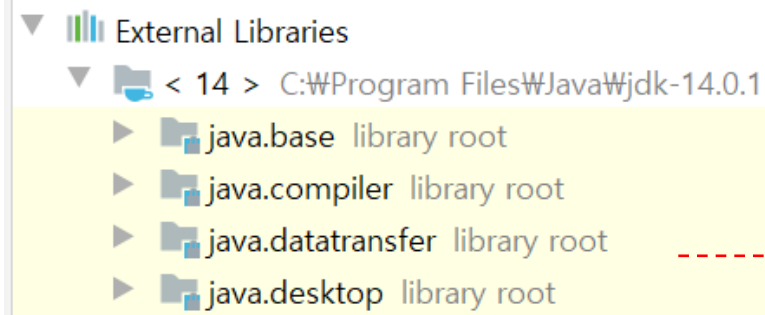 External Libraries
< 14 > C:₩Program Files₩Java₩jdk-14.0.1
java.base library root
java.compiler library root
java.datatransfer library root
java.desktop library root